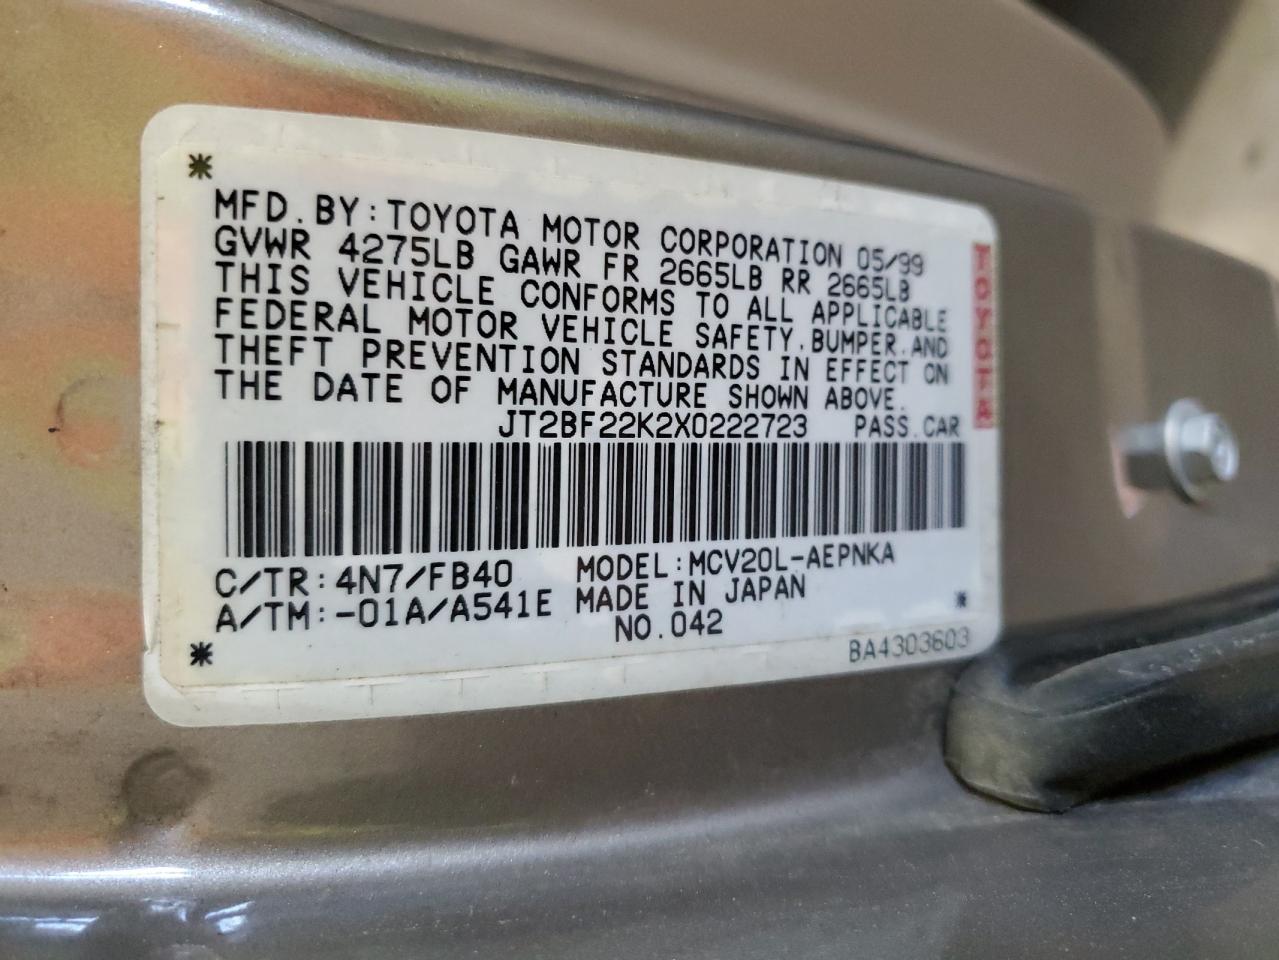 MFD.BY:TOYOTA MOTOR CORPORATION 05/99
GVWR 4275LB GAWR FR 2665LB RR 2665LB
THIS VEHICLE CONFORMS TO ALL APPLICABLE
FEDERAL MOTOR VEHICLE SAFETY,BUMPER,AND
THEFT PREVENTION STANDARDS IN EFFECT ON
THE DATE OF MANUFACTURE SHOWN ABOVE.
JT2BF22K2X0222723 PASS.CAR
TOYOTA
C/TR:4N7/FB40 MODEL:MCV20L-AEPNKA
A/TM:-01A/A541E MADE IN JAPAN
NO.042
BA4303603